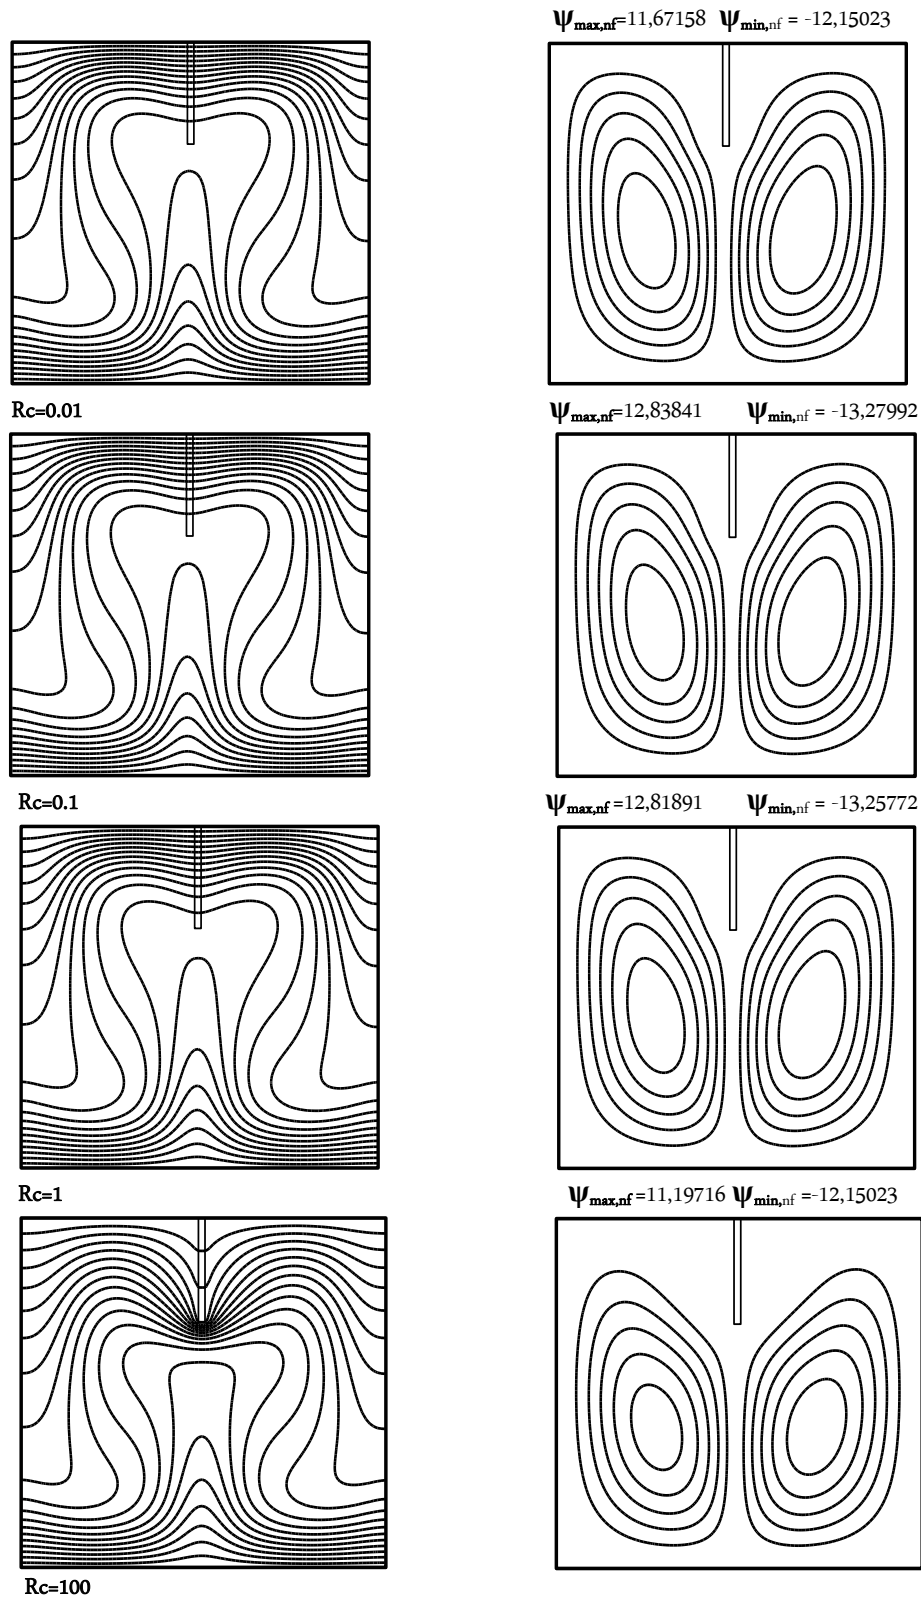 Ψmax,nf=11,67158 Ψmin,nf = -12,15023
Rc=0.01
Ψmax,nf=12,83841 Ψmin,nf = -13,27992
Rc=0.1
Ψmax,nf =12,81891 Ψmin,nf = -13,25772
Rc=1
Ψmax,nf =11,19716 Ψmin,nf =-12,15023
Rc=100